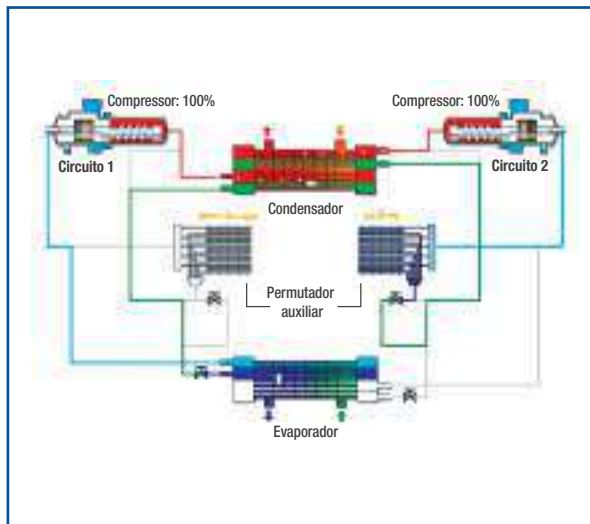 Compressor: 100%
Compressor: 100%
Circuito 1
Circuito 2
Condensador
Permutador
auxiliar
Evaporador